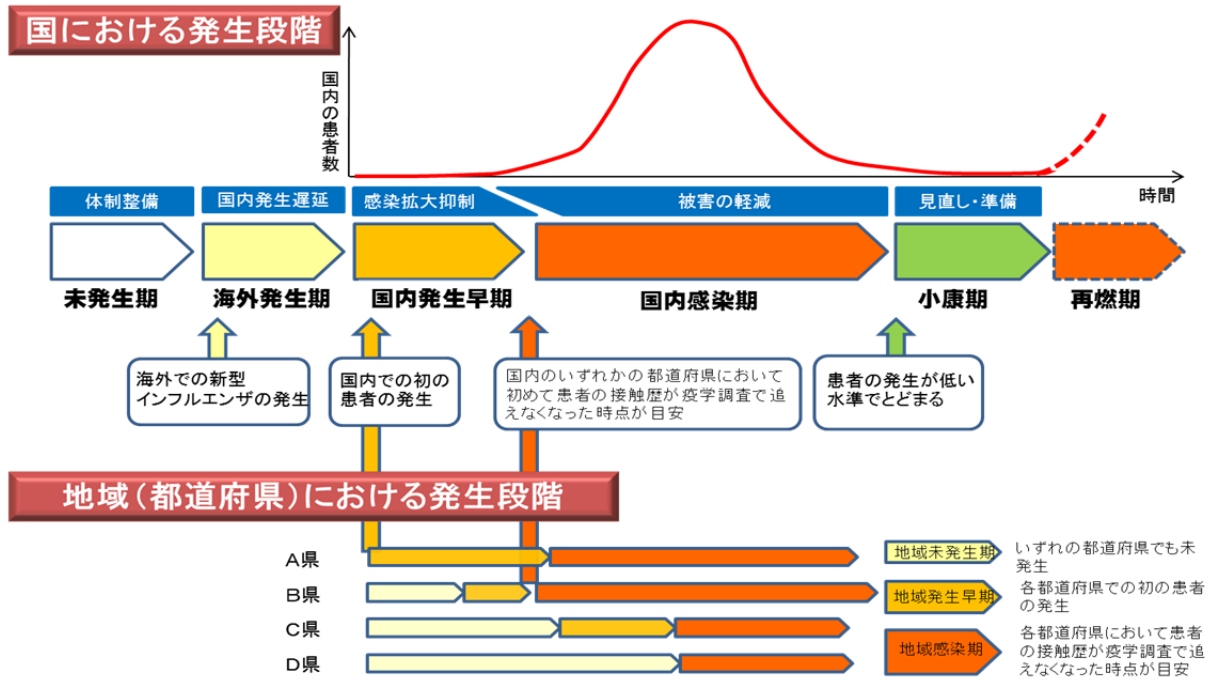 国における発生段階
国内の患者数
時間
体制整備
国内発生遅延
感染拡大抑制
被害の軽減
見直し・準備
未発生期
海外発生期
国内発生早期
国内感染期
小康期
再燃期
海外での新型
インフルエンザの発生
国内での初の
患者の発生
国内のいずれかの都道府県において
初めて患者の接触歴が疫学調査で追
えなくなった時点が目安
患者の発生が低い
水準でとどまる
地域(都道府県)における発生段階
A県
B県
C県
D県
地域未発生期
いずれの都道府県でも未
発生
地域発生早期
各都道府県での初の患者
の発生
地域感染期
各都道府県において患者
の接触歴が疫学調査で追
えなくなった時点が目安